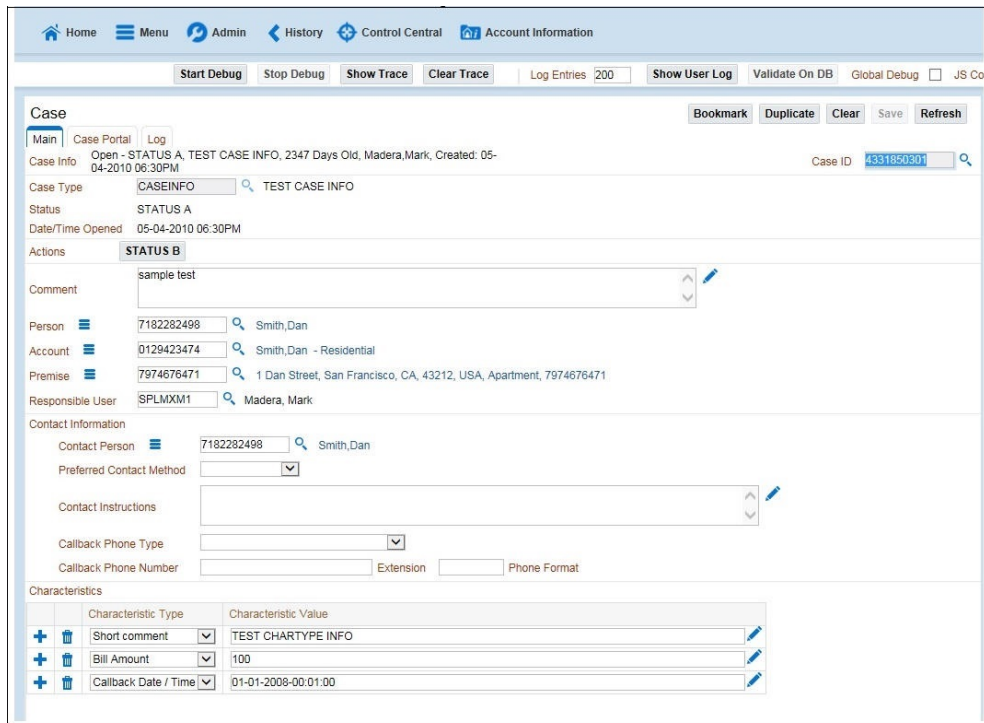 Home Menu Admin History Control Central Account Information
Start Debug Stop Debug Show Trace Clear Trace Log Entries 200 Show User Log Validate On DB Global Debug JS Co
Case Bookmark Duplicate Clear Save Refresh
Main Case Portal Log
Case Info Open - STATUS A, TEST CASE INFO, 2347 Days Old, Madera,Mark, Created: 05-
04-2010 06:30PM Case ID 4331850301
Case Type CASEINFO TEST CASE INFO
Status STATUS A
Date/Time Opened 05-04-2010 06:30PM
Actions STATUS B
Comment sample test
Person 7182282498 Smith,Dan
Account 0129423474 Smith,Dan - Residential
Premise 7974676471 1 Dan Street, San Francisco, CA, 43212, USA, Apartment, 7974676471
Responsible User SPLMXM1 Madera, Mark
Contact Information
Contact Person 7182282498 Smith,Dan
Preferred Contact Method
Contact Instructions
Callback Phone Type
Callback Phone Number Extension Phone Format
Characteristics
Characteristic Type Characteristic Value
Short comment TEST CHARTYPE INFO
Bill Amount 100
Callback Date / Time 01-01-2008-00:01:00